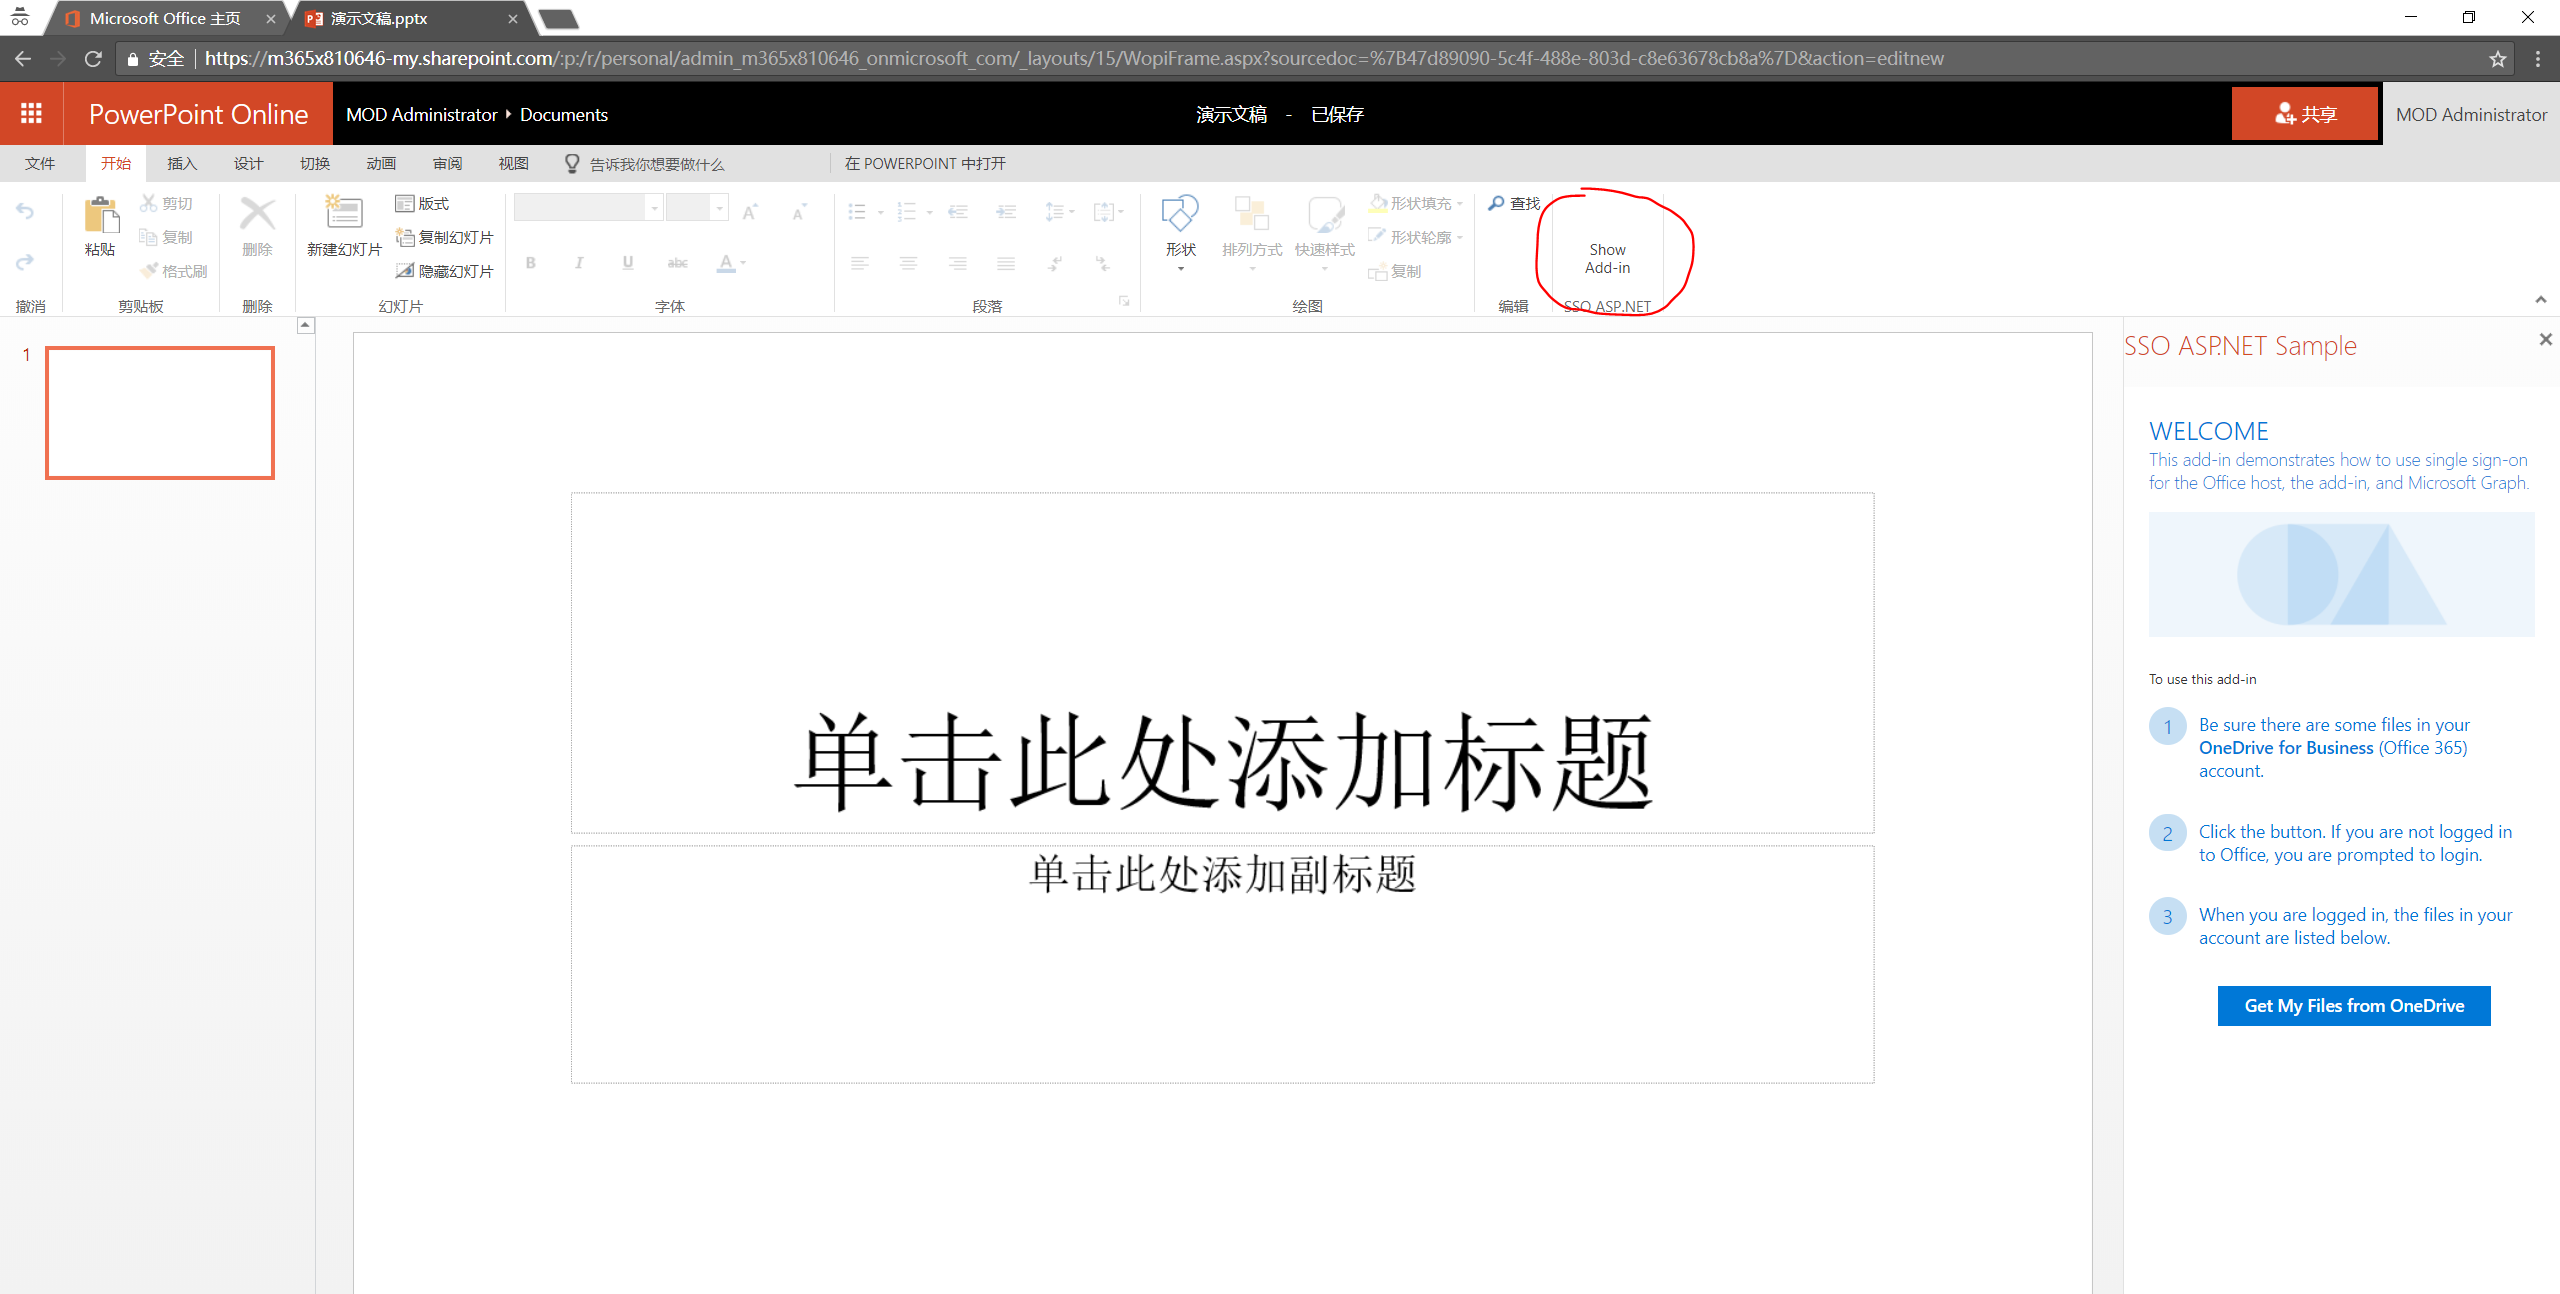 Microsoft Office 主页
演示文稿.pptx
安全 https://m365x810646-my.sharepoint.com/:p:/r/personal/admin_m365x810646_onmicrosoft_com/_layouts/15/WopiFrame.aspx?sourcedoc=%7B47d89090-5c4f-488e-803d-c8e63678cb8a%7D&action=editnew
PowerPoint Online
MOD Administrator Documents
演示文稿 - 已保存
共享
MOD Administrator
文件 开始 插入 设计 切换 动画 审阅 视图 告诉我你想要做什么 在 POWERPOINT 中打开
撤消
粘贴
剪切
复制
格式刷
剪贴板
删除
删除
新建幻灯片
版式
复制幻灯片
隐藏幻灯片
幻灯片
B I U abc A
字体
段落
形状
排列方式
快速样式
形状填充
形状轮廓
复制
绘图
查找
编辑
Show
Add-in
SSO ASP.NET
1
单击此处添加标题
单击此处添加副标题
SSO ASP.NET Sample
WELCOME
This add-in demonstrates how to use single sign-on
for the Office host, the add-in, and Microsoft Graph.
To use this add-in
1 Be sure there are some files in your
OneDrive for Business (Office 365)
account.
2 Click the button. If you are not logged in
to Office, you are prompted to login.
3 When you are logged in, the files in your
account are listed below.
Get My Files from OneDrive